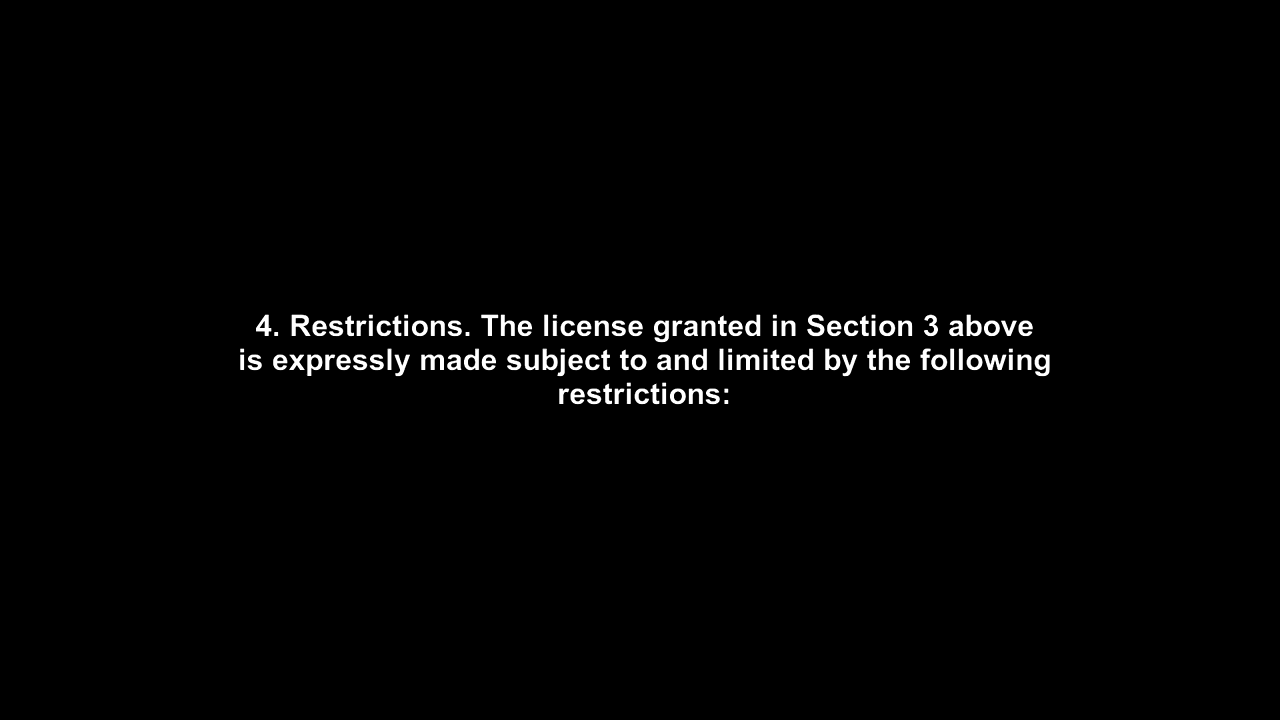 4. Restrictions. The license granted in Section 3 above
is expressly made subject to and limited by the following
restrictions: